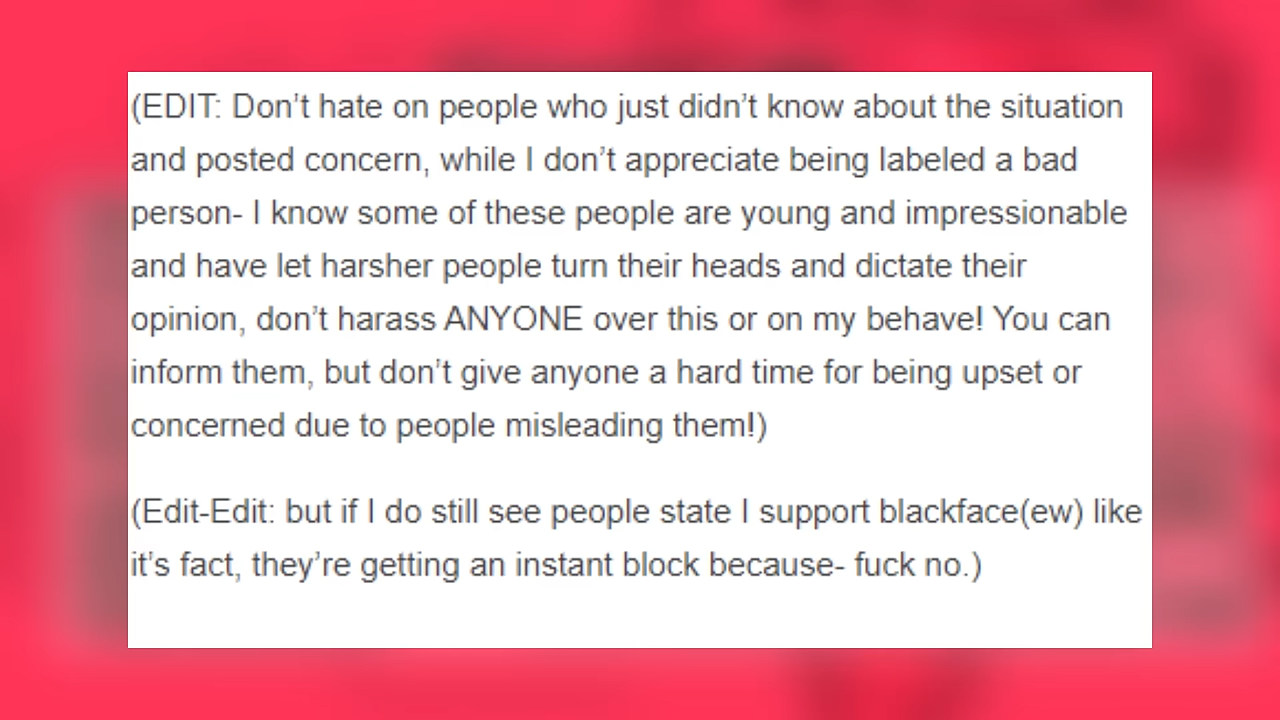 (EDIT: Don’t hate on people who just didn’t know about the situation
and posted concern, while I don’t appreciate being labeled a bad
person- I know some of these people are young and impressionable
and have let harsher people turn their heads and dictate their
opinion, don’t harass ANYONE over this or on my behave! You can
inform them, but don’t give anyone a hard time for being upset or
concerned due to people misleading them!)
(Edit-Edit: but if I do still see people state I support blackface(ew) like
it’s fact, they’re getting an instant block because- fuck no.)